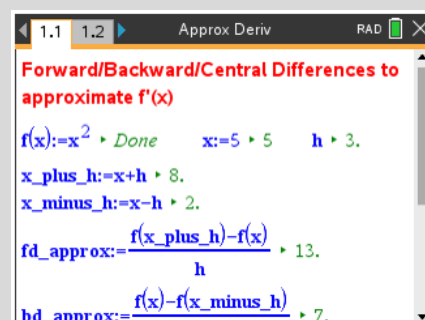 1.1 1.2 Approx Deriv RAD
Forward/Backward/Central Differences to
approximate f'(x)
f(x):=x² ▸ Done x:=5 ▸ 5 h ▸ 3.
x_plus_h:=x+h ▸ 8.
x_minus_h:=x−h ▸ 2.
fd_approx:=
f(x_plus_h)−f(x)
h
▸ 13.
bd_approx:=
f(x)−f(x_minus_h)
▸ 7.